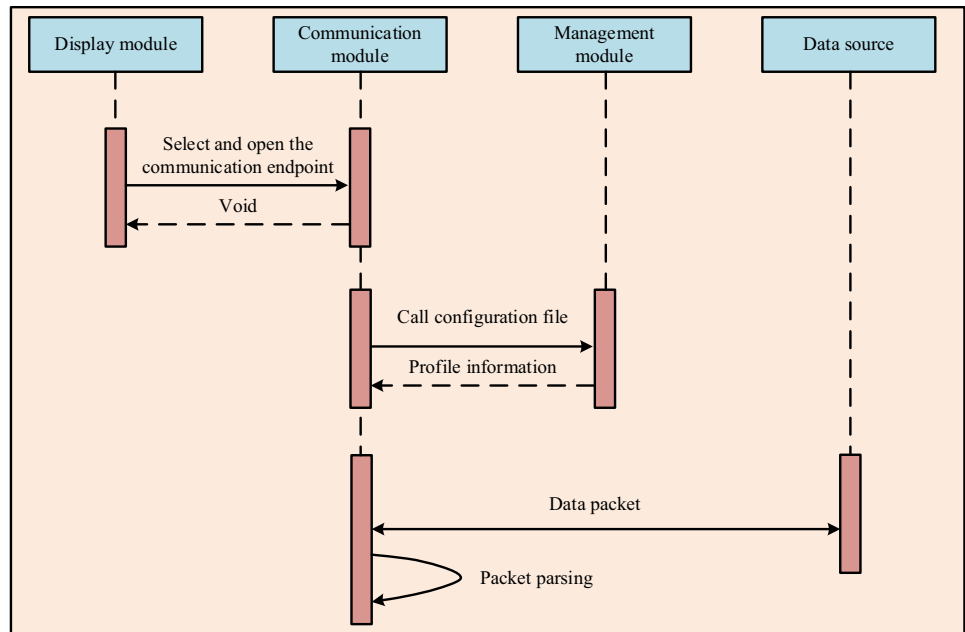 Display module
Communication
module
Management
module
Data source
Select and open the
communication endpoint
Void
Call configuration file
Profile information
Data packet
Packet parsing